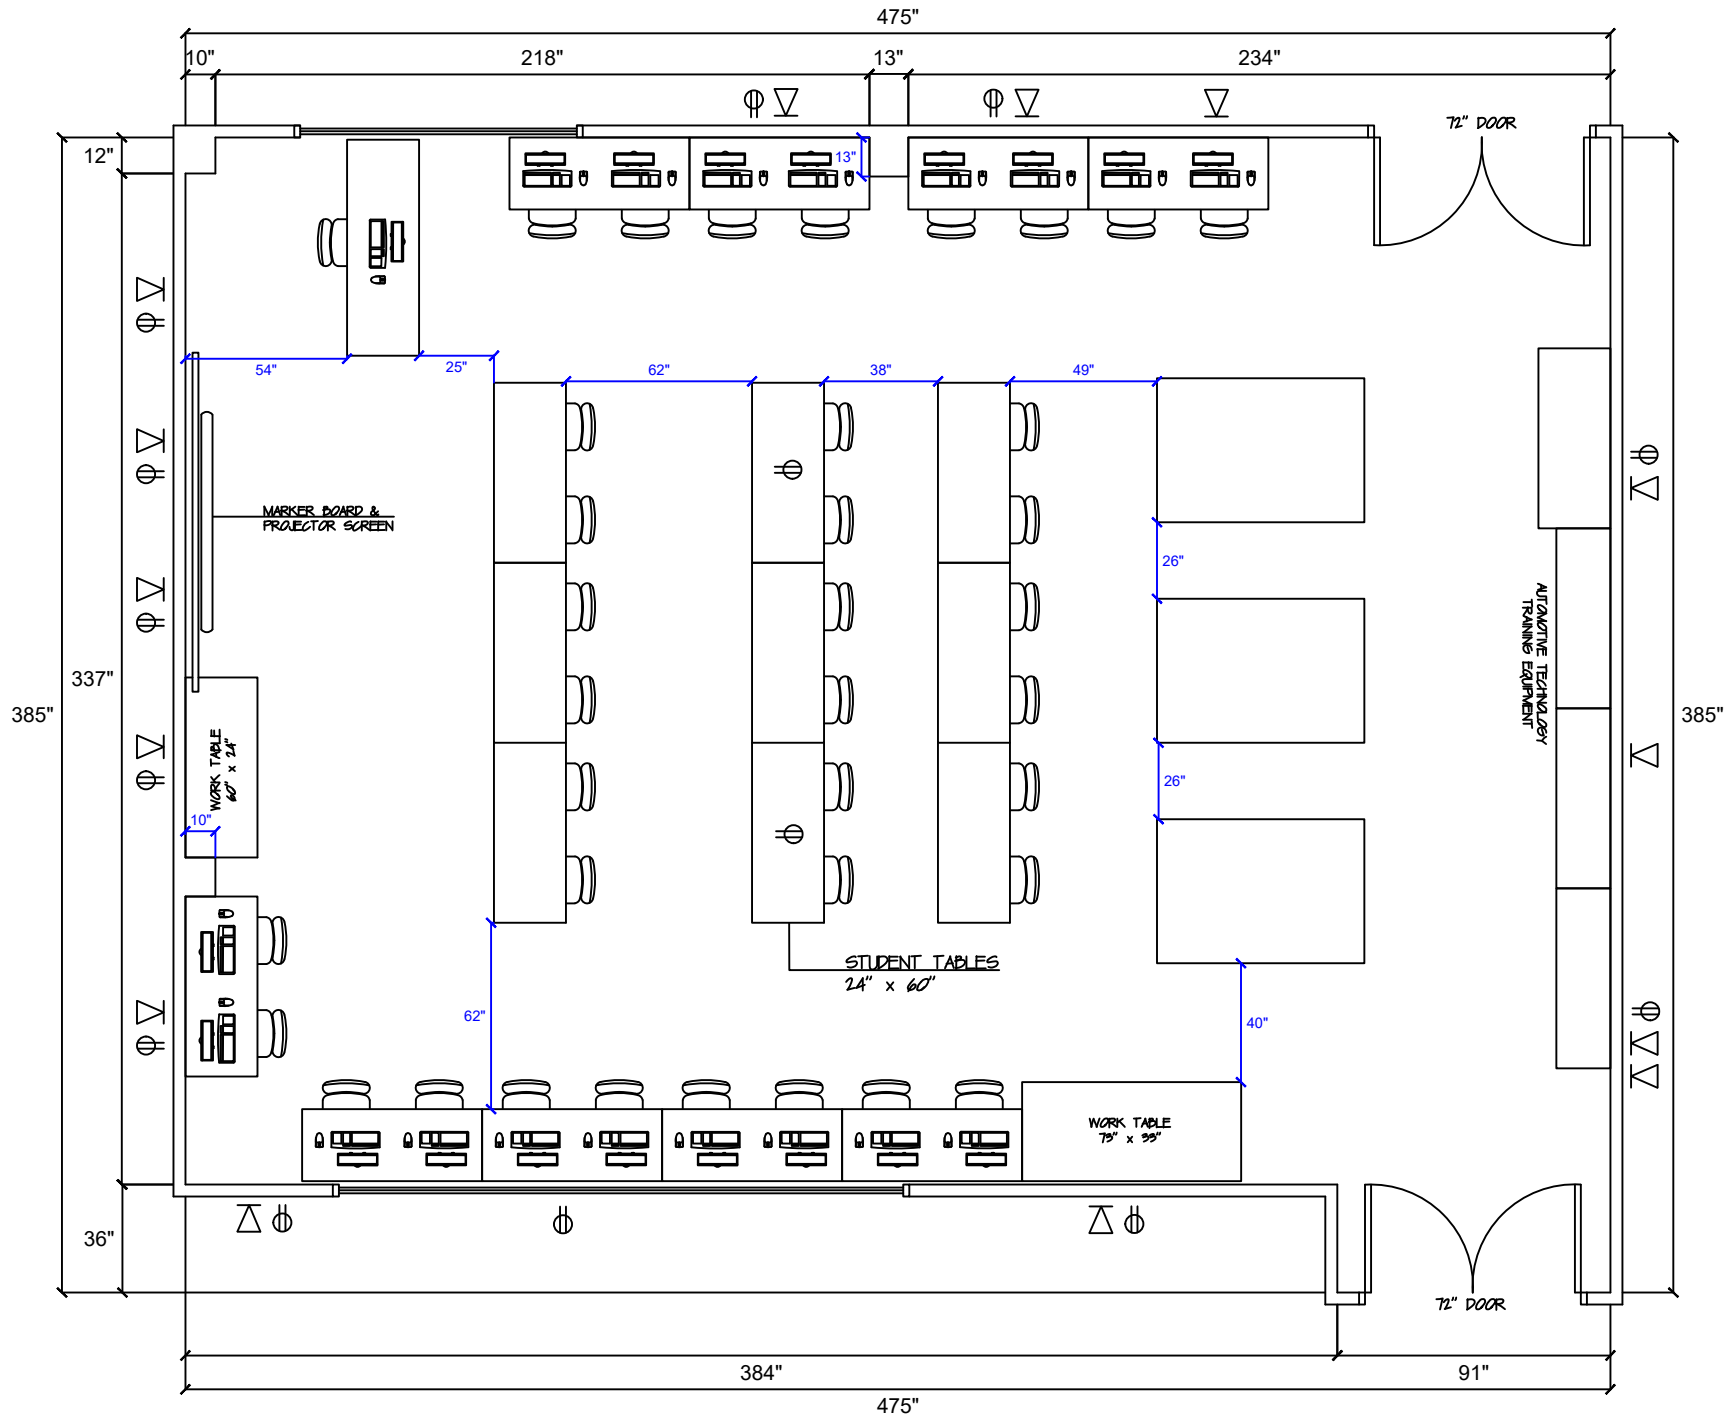 475"
10"
218"
13"
234"
72" DOOR
12"
13"
54"
25"
62"
38"
49"
MARKER BOARD &
PROJECTOR SCREEN
26"
AUTOMOTIVE TECHNOLOGY
TRAINING EQUIPMENT
337"
385"
385"
WORK TABLE
60" x 24"
26"
10"
STUDENT TABLES
24" x 60"
62"
40"
WORK TABLE
73" x 33"
36"
72" DOOR
384"
91"
475"